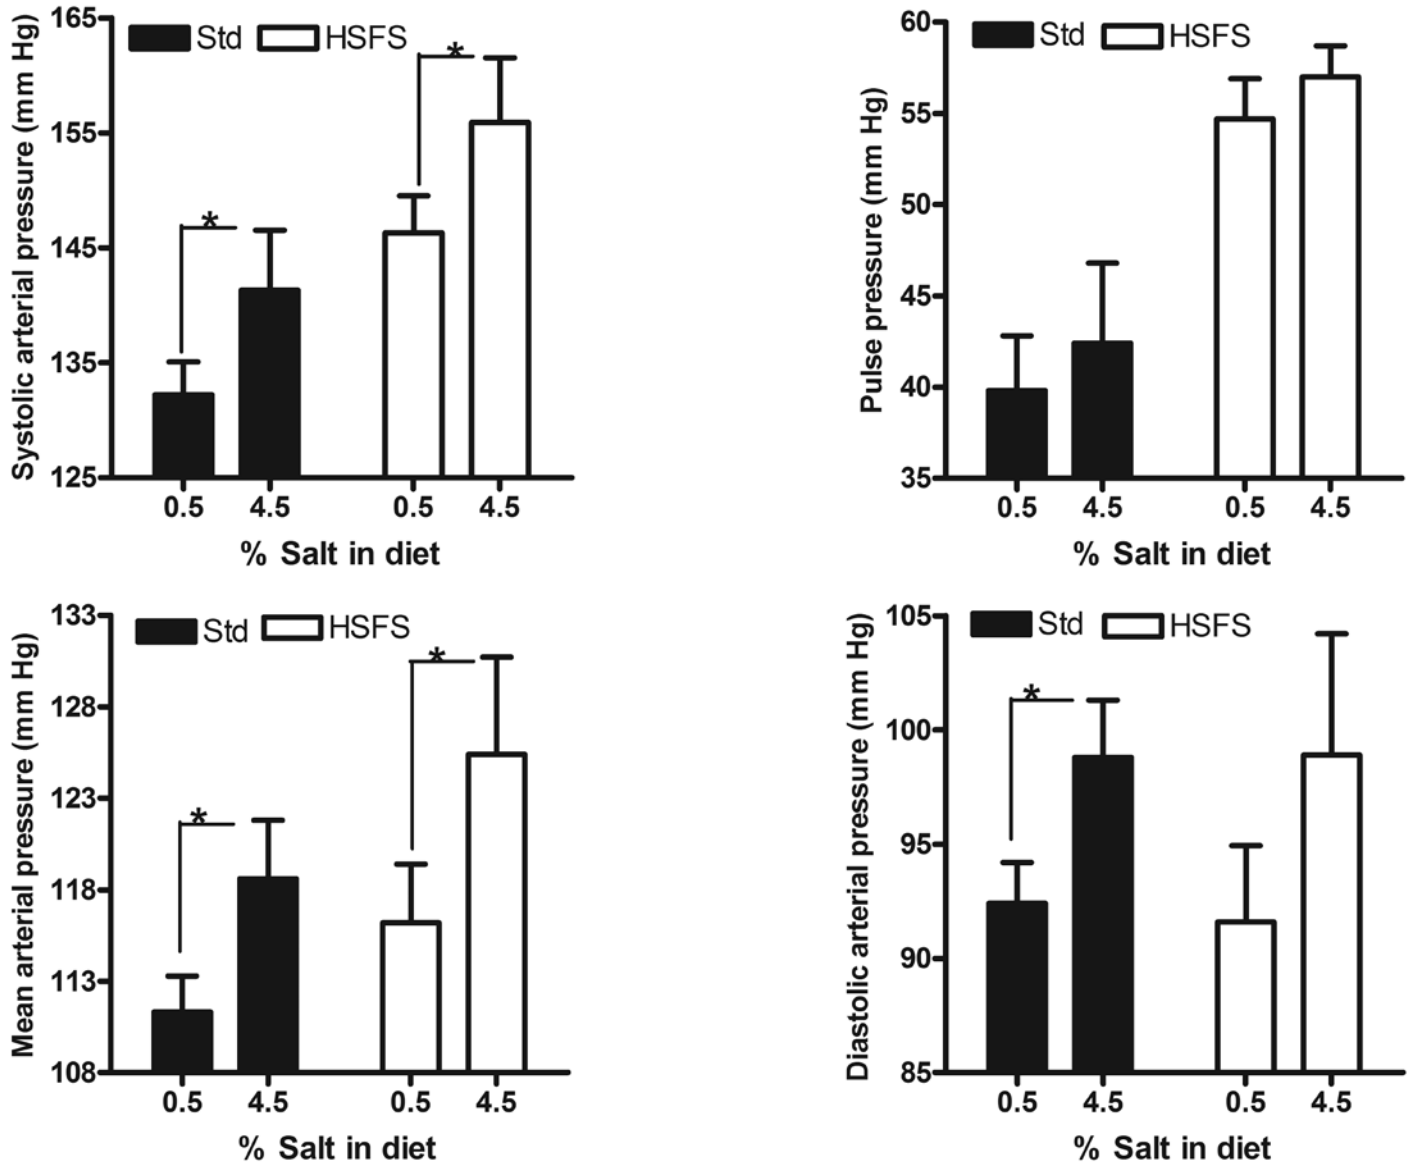 Systolic arterial pressure (mm Hg)
165
155
145
135
125
Std HSFS
*
*
0.5 4.5 0.5 4.5
% Salt in diet
Pulse pressure (mm Hg)
60
55
50
45
40
35
Std HSFS
0.5 4.5 0.5 4.5
% Salt in diet
Mean arterial pressure (mm Hg)
133
128
123
118
113
108
Std HSFS
*
*
0.5 4.5 0.5 4.5
% Salt in diet
Diastolic arterial pressure (mm Hg)
105
100
95
90
85
Std HSFS
*
0.5 4.5 0.5 4.5
% Salt in diet